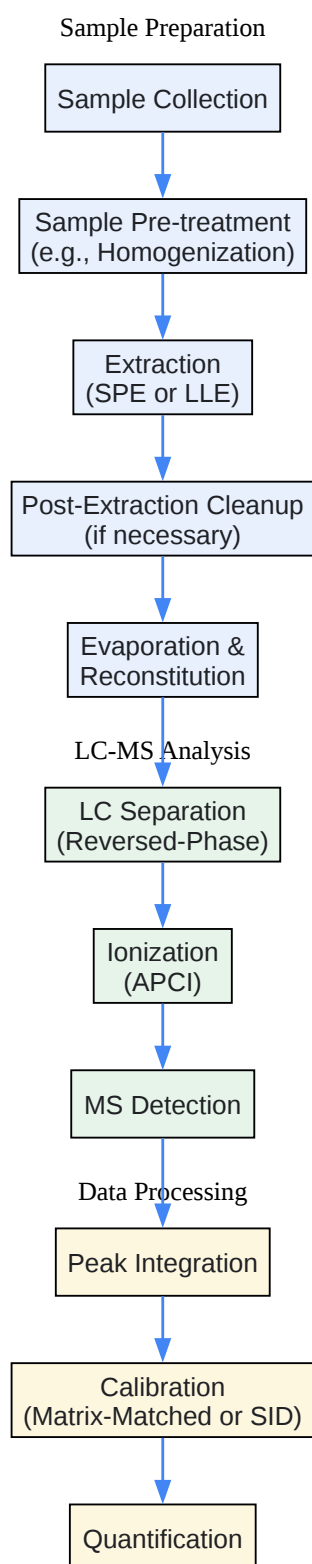 Sample Preparation
Sample Collection
Sample Pre-treatment
(e.g., Homogenization)
Extraction
(SPE or LLE)
Post-Extraction Cleanup
(if necessary)
Evaporation &
Reconstitution
LC-MS Analysis
LC Separation
(Reversed-Phase)
Ionization
(APCI)
MS Detection
Data Processing
Peak Integration
Calibration
(Matrix-Matched or SID)
Quantification